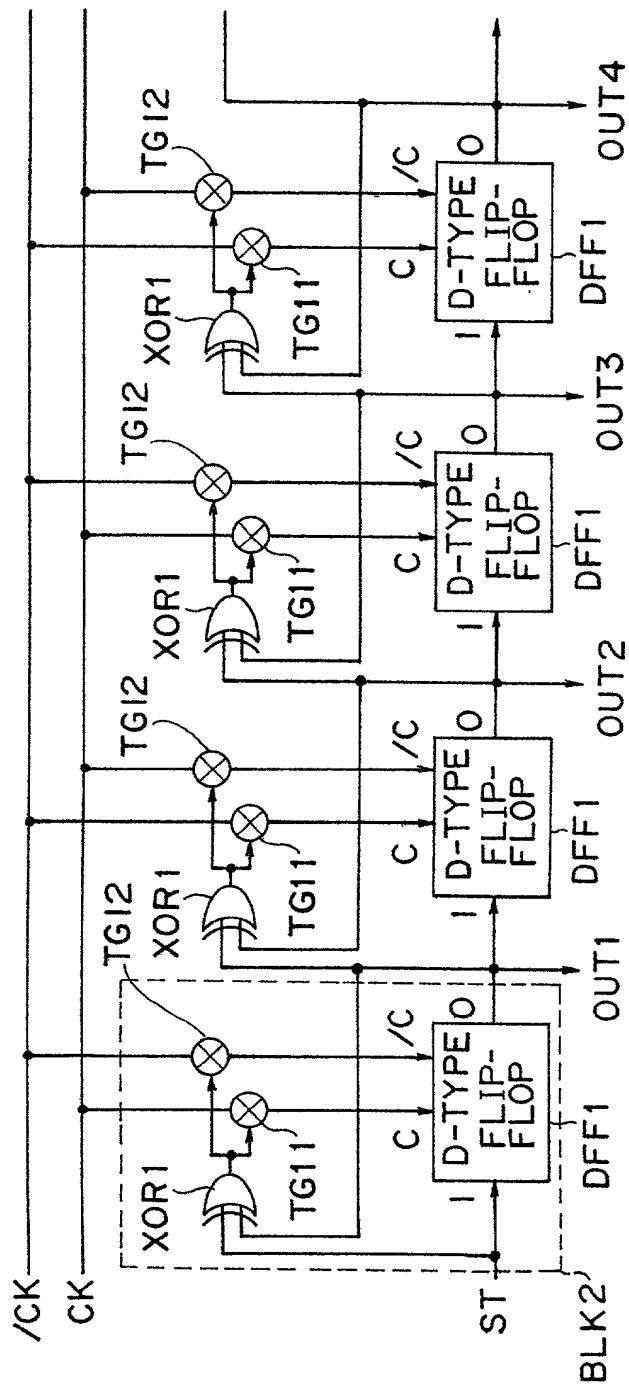 /CK
CK
TG12
TG12
TG12
TG12
XOR1
XOR1
XOR1
XOR1
TG11
TG11
TG11
TG11
C
/C
C
/C
C
/C
C
/C
ST
I
D-TYPE
FLIP-
FLOP
O
I
D-TYPE
FLIP-
FLOP
O
I
D-TYPE
FLIP-
FLOP
O
I
D-TYPE
FLIP-
FLOP
O
BLK2
DFF1
OUT1
DFF1
OUT2
DFF1
OUT3
DFF1
OUT4